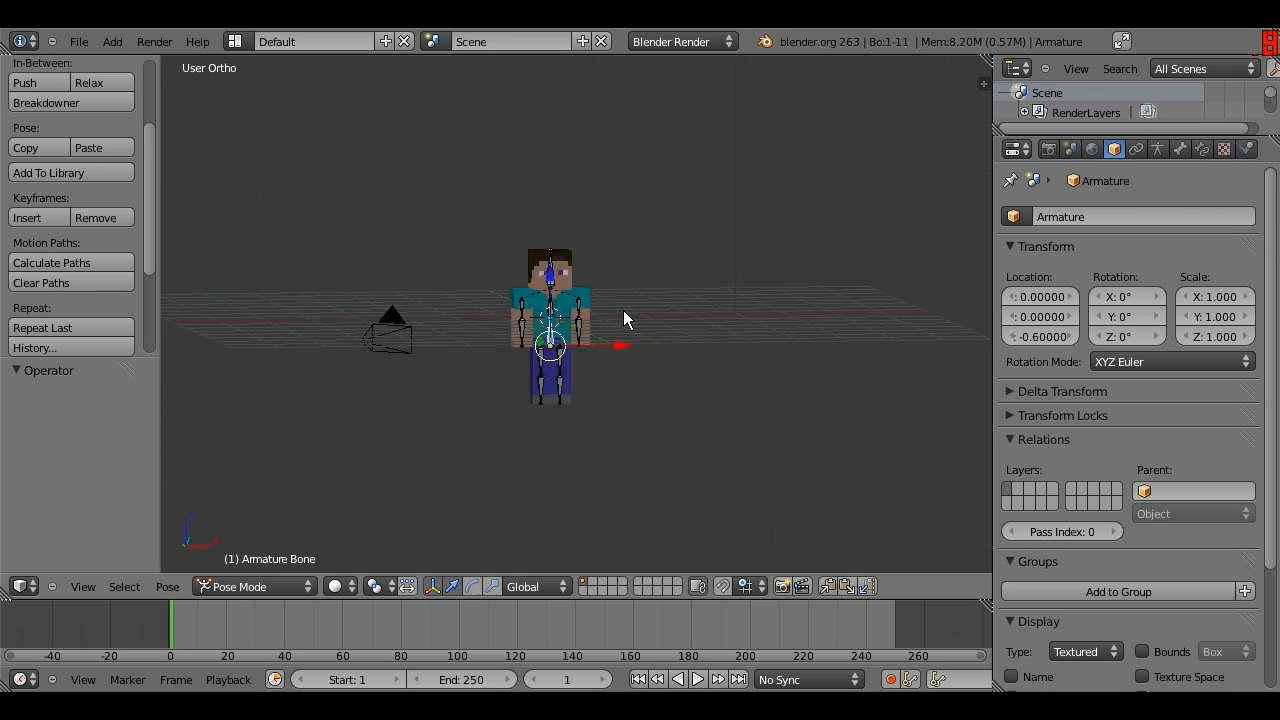 File Add Render Help Default Scene Blender Render blender.org 263 | Bo:1-11 | Mem:8.20M (0.57M) | Armature
In-Between:
Push Relax
Breakdowner
Pose:
Copy Paste
Add To Library
Keyframes:
Insert Remove
Motion Paths:
Calculate Paths
Clear Paths
Repeat:
Repeat Last
History...
Operator
User Ortho
(1) Armature Bone
View Select Pose Pose Mode Global
-40 -20 0 20 40 60 80 100 120 140 160 180 200 220 240 260
View Marker Frame Playback Start: 1 End: 250 1 No Sync
View Search All Scenes
Scene
RenderLayers
Armature
Armature
Transform
Location: Rotation: Scale:
: 0.00000 X: 0° X: 1.000
: 0.00000 Y: 0° Y: 1.000
: -0.60000 Z: 0° Z: 1.000
Rotation Mode: XYZ Euler
Delta Transform
Transform Locks
Relations
Layers: Parent:
Object
Pass Index: 0
Groups
Add to Group
Display
Type: Textured Bounds Box
Name Texture Space